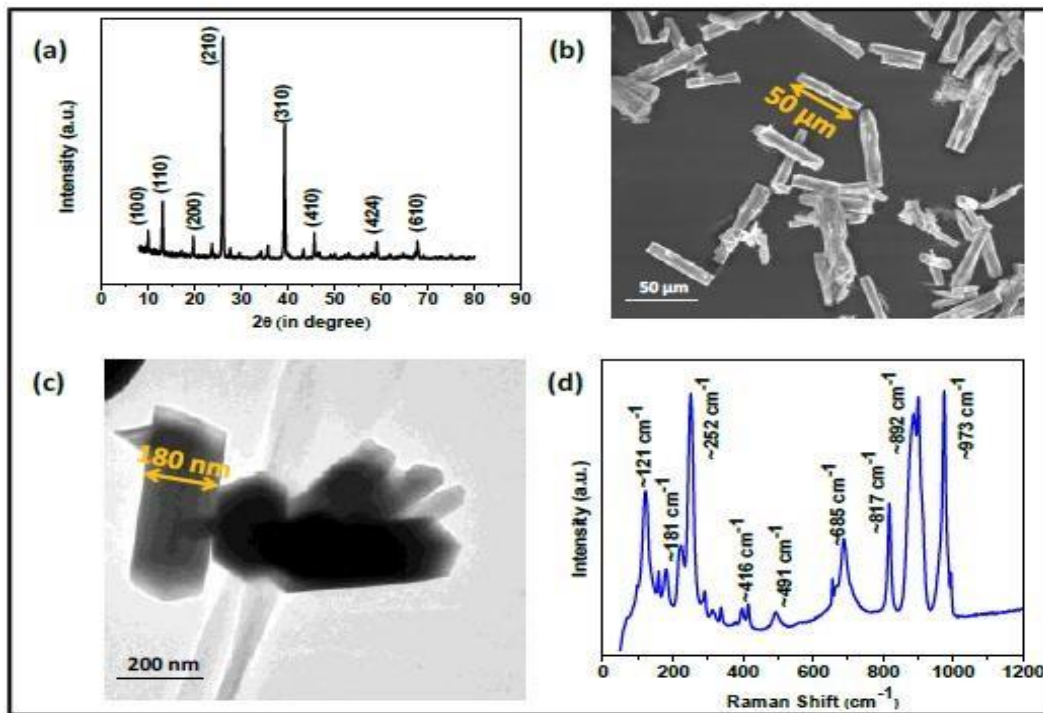 (a)
(100)
(110)
(200)
(210)
(310)
(410)
(424)
(610)
Intensity (a.u.)
0 10 20 30 40 50 60 70 80 90
2θ (in degree)
(b)
50 µm
50 µm
(c)
180 nm
200 nm
(d)
~121 cm-1
~181 cm-1
~252 cm-1
~416 cm-1
~491 cm-1
~685 cm-1
~817 cm-1
~892 cm-1
~973 cm-1
Intensity (a.u.)
0 200 400 600 800 1000 1200
Raman Shift (cm-1)